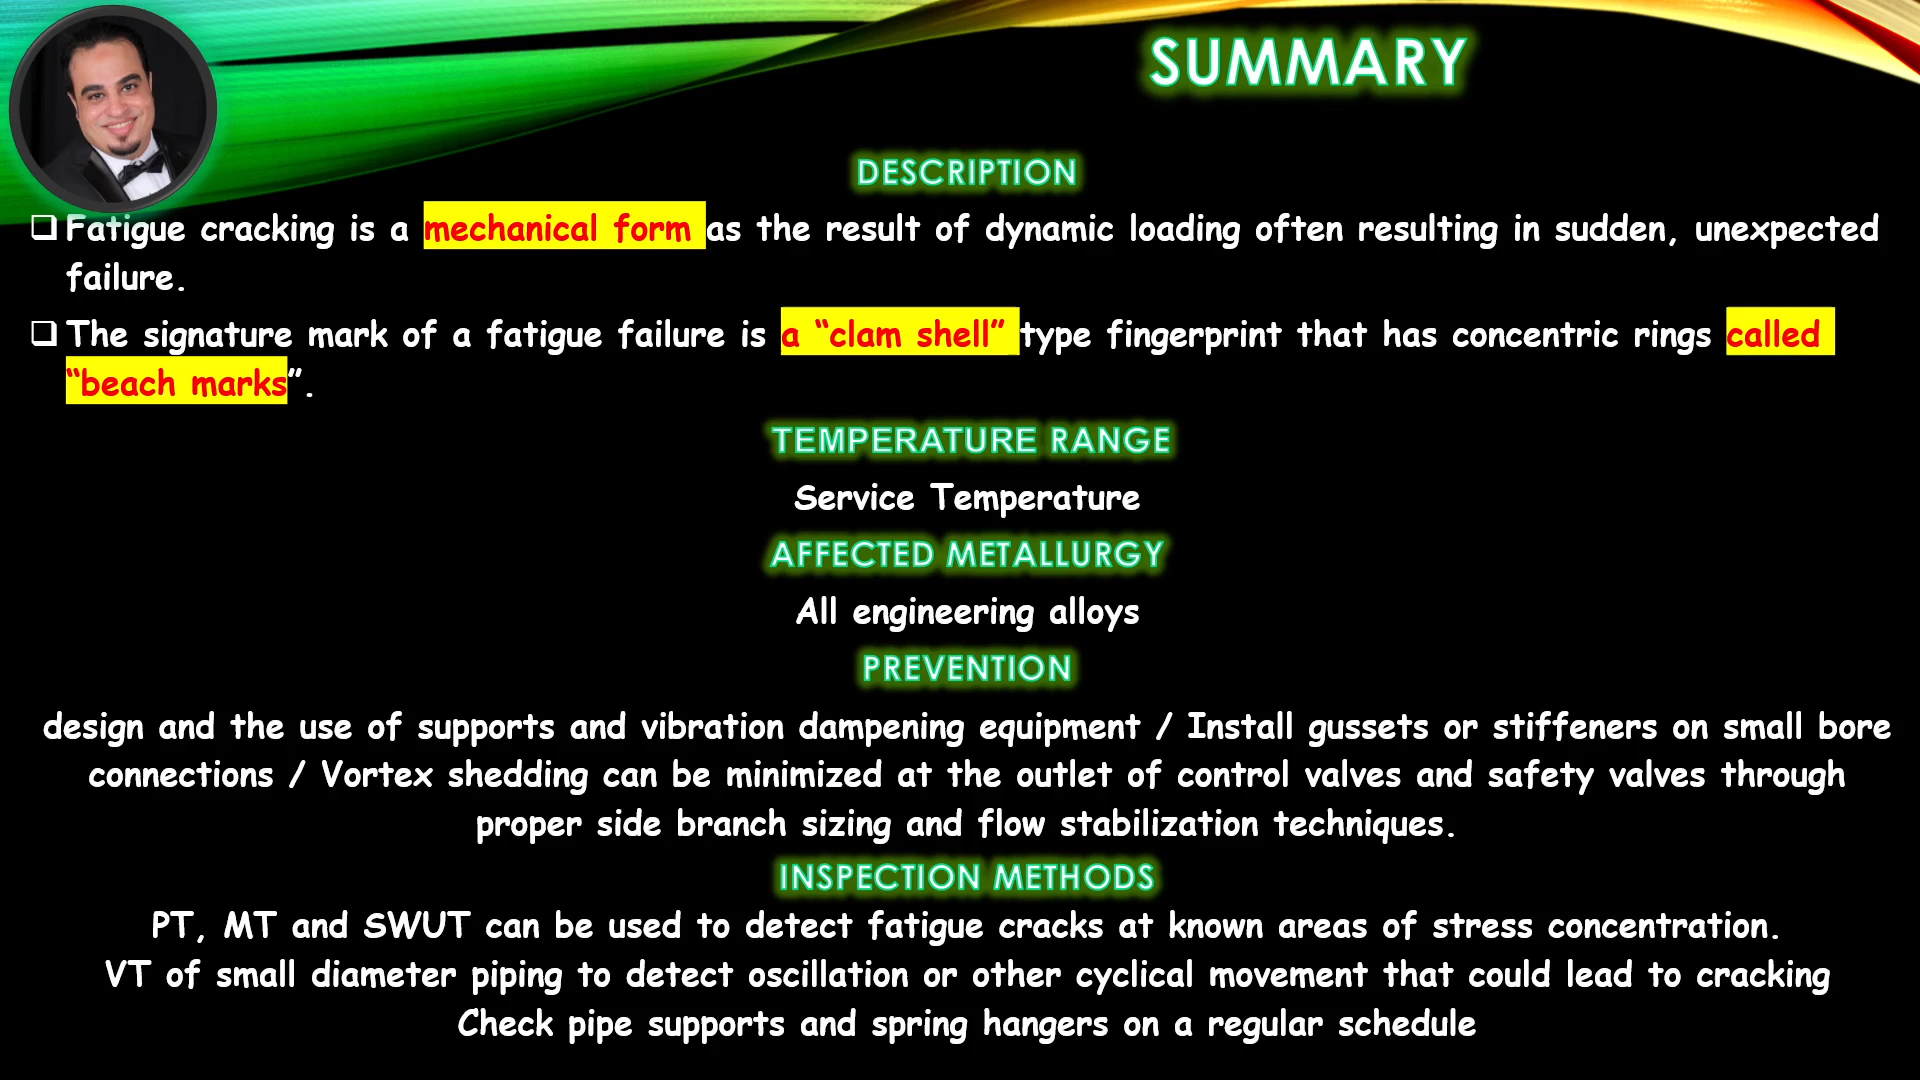 SUMMARY
DESCRIPTION
❑ Fatigue cracking is a mechanical form as the result of dynamic loading often resulting in sudden, unexpected
failure.
❑ The signature mark of a fatigue failure is a “clam shell” type fingerprint that has concentric rings called
“beach marks”.
TEMPERATURE RANGE
Service Temperature
AFFECTED METALLURGY
All engineering alloys
PREVENTION
design and the use of supports and vibration dampening equipment / Install gussets or stiffeners on small bore
connections / Vortex shedding can be minimized at the outlet of control valves and safety valves through
proper side branch sizing and flow stabilization techniques.
INSPECTION METHODS
PT, MT and SWUT can be used to detect fatigue cracks at known areas of stress concentration.
VT of small diameter piping to detect oscillation or other cyclical movement that could lead to cracking
Check pipe supports and spring hangers on a regular schedule